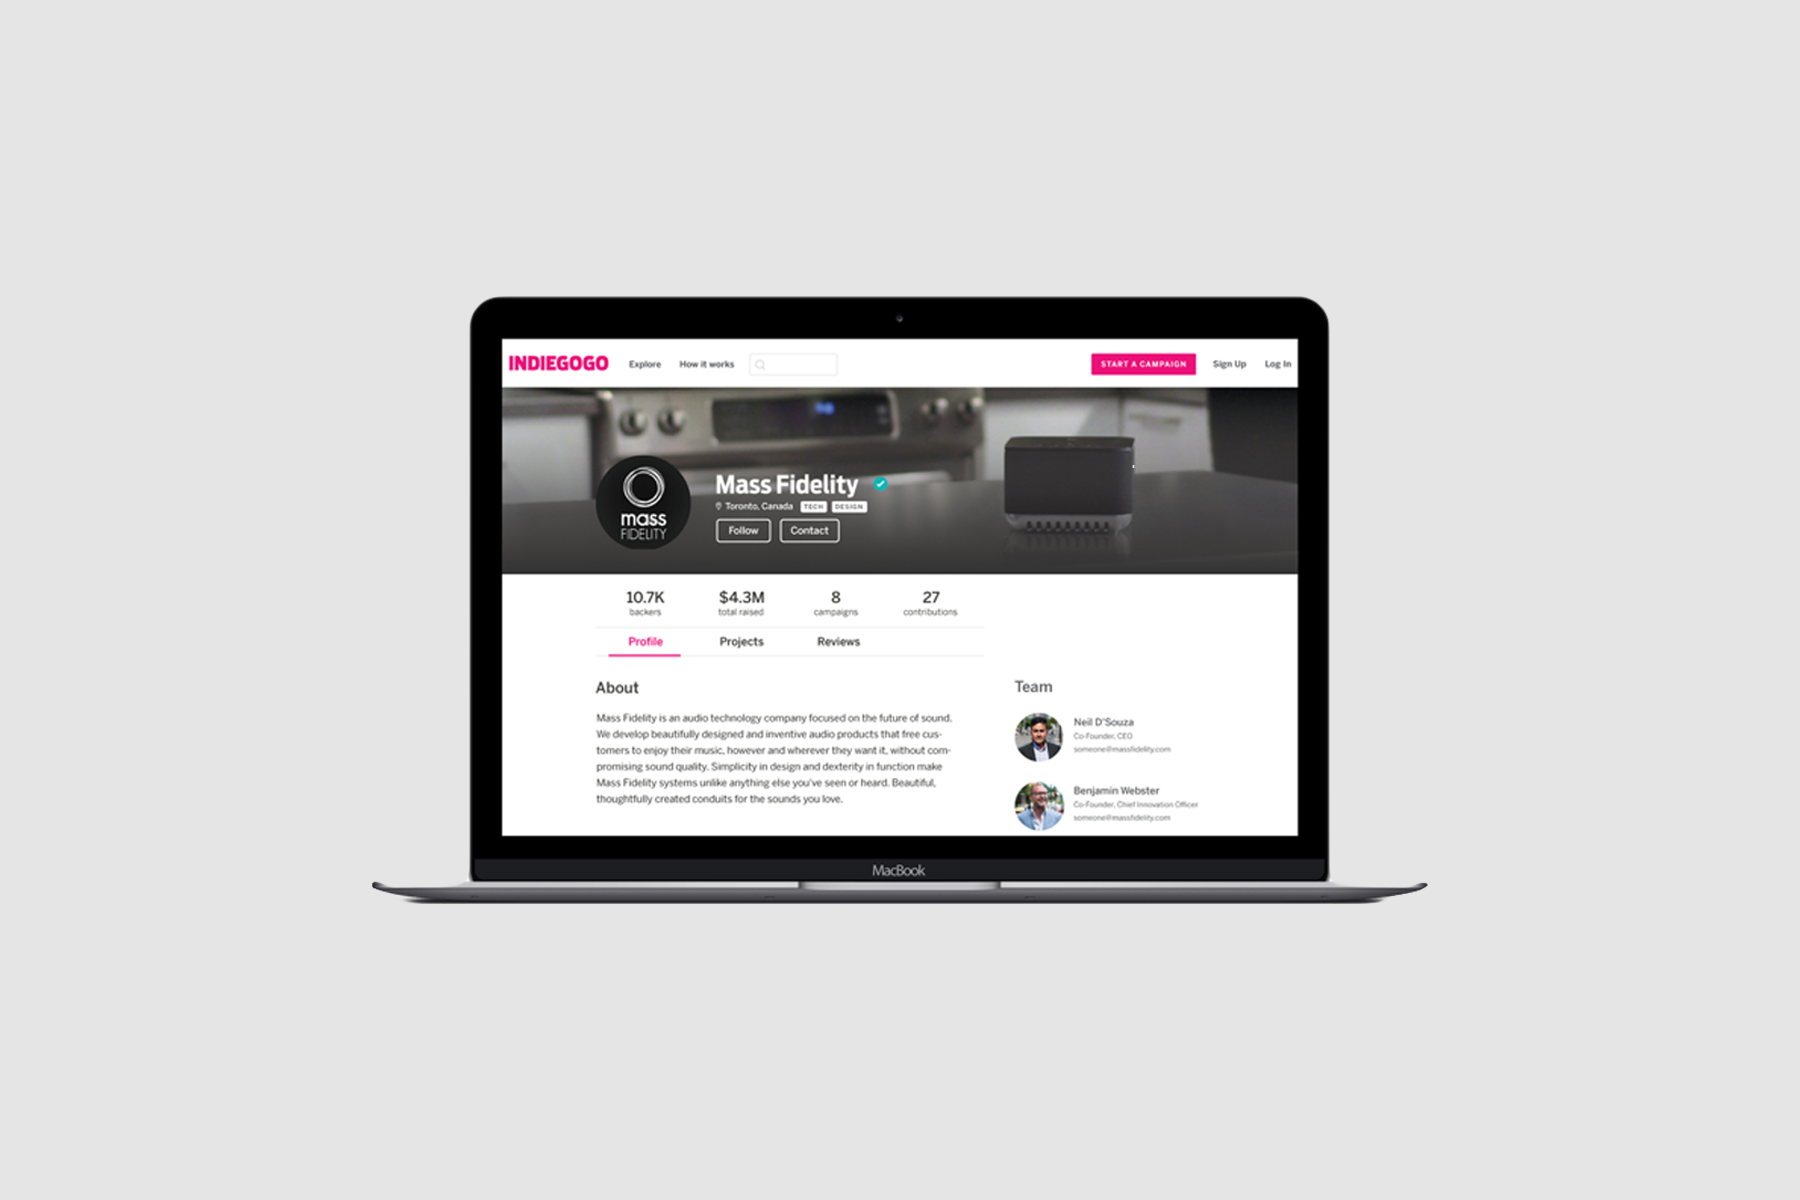 INDIEGOGO Explore How it works START A CAMPAIGN Sign Up Log In
mass
FIDELITY
Mass Fidelity
Toronto, Canada TECH DESIGN
Follow Contact
10.7K $4.3M 8 27
backers total raised campaigns contributions
Profile Projects Reviews
About
Mass Fidelity is an audio technology company focused on the future of sound.
We develop beautifully designed and inventive audio products that free cus-
tomers to enjoy their music, however and wherever they want it, without com-
promising sound quality. Simplicity in design and dexterity in function make
Mass Fidelity systems unlike anything else you've seen or heard. Beautiful,
thoughtfully created conduits for the sounds you love.
Team
Neil D'Souza
Co-Founder, CEO
someone@massfidelity.com
Benjamin Webster
Co-Founder, Chief Innovation Officer
someone@massfidelity.com
MacBook